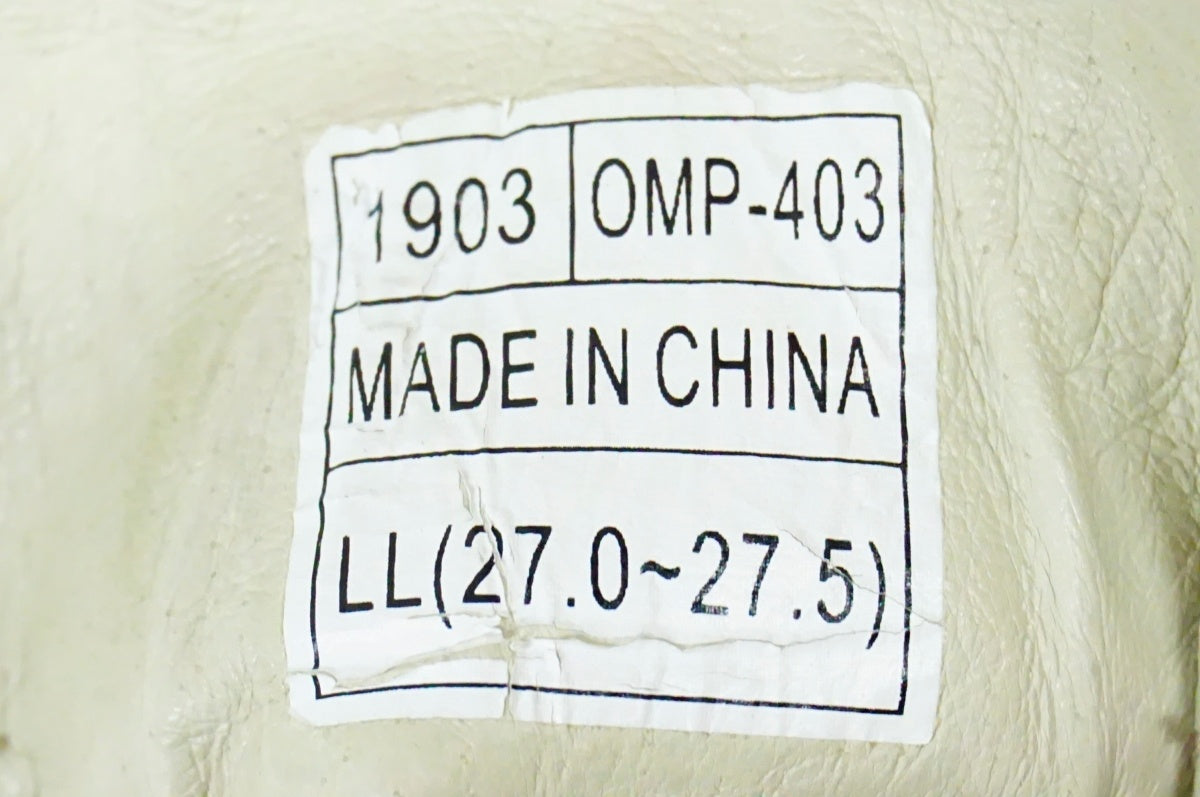 1903 OMP-403
MADE IN CHINA
LL(27.0~27.5)